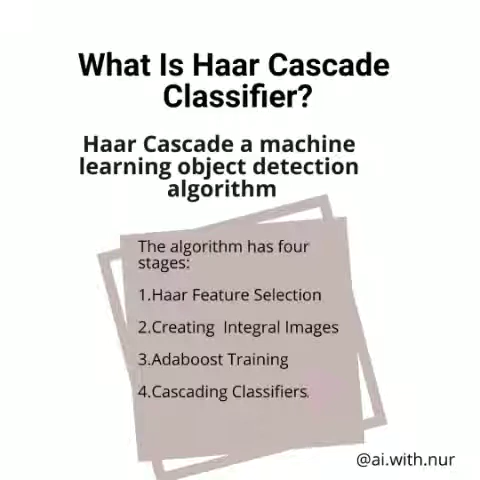 What Is Haar Cascade
Classifier?
Haar Cascade a machine
learning object detection
algorithm
The algorithm has four
stages:
1.Haar Feature Selection
2.Creating Integral Images
3.Adaboost Training
4.Cascading Classifiers.
@ai.with.nur